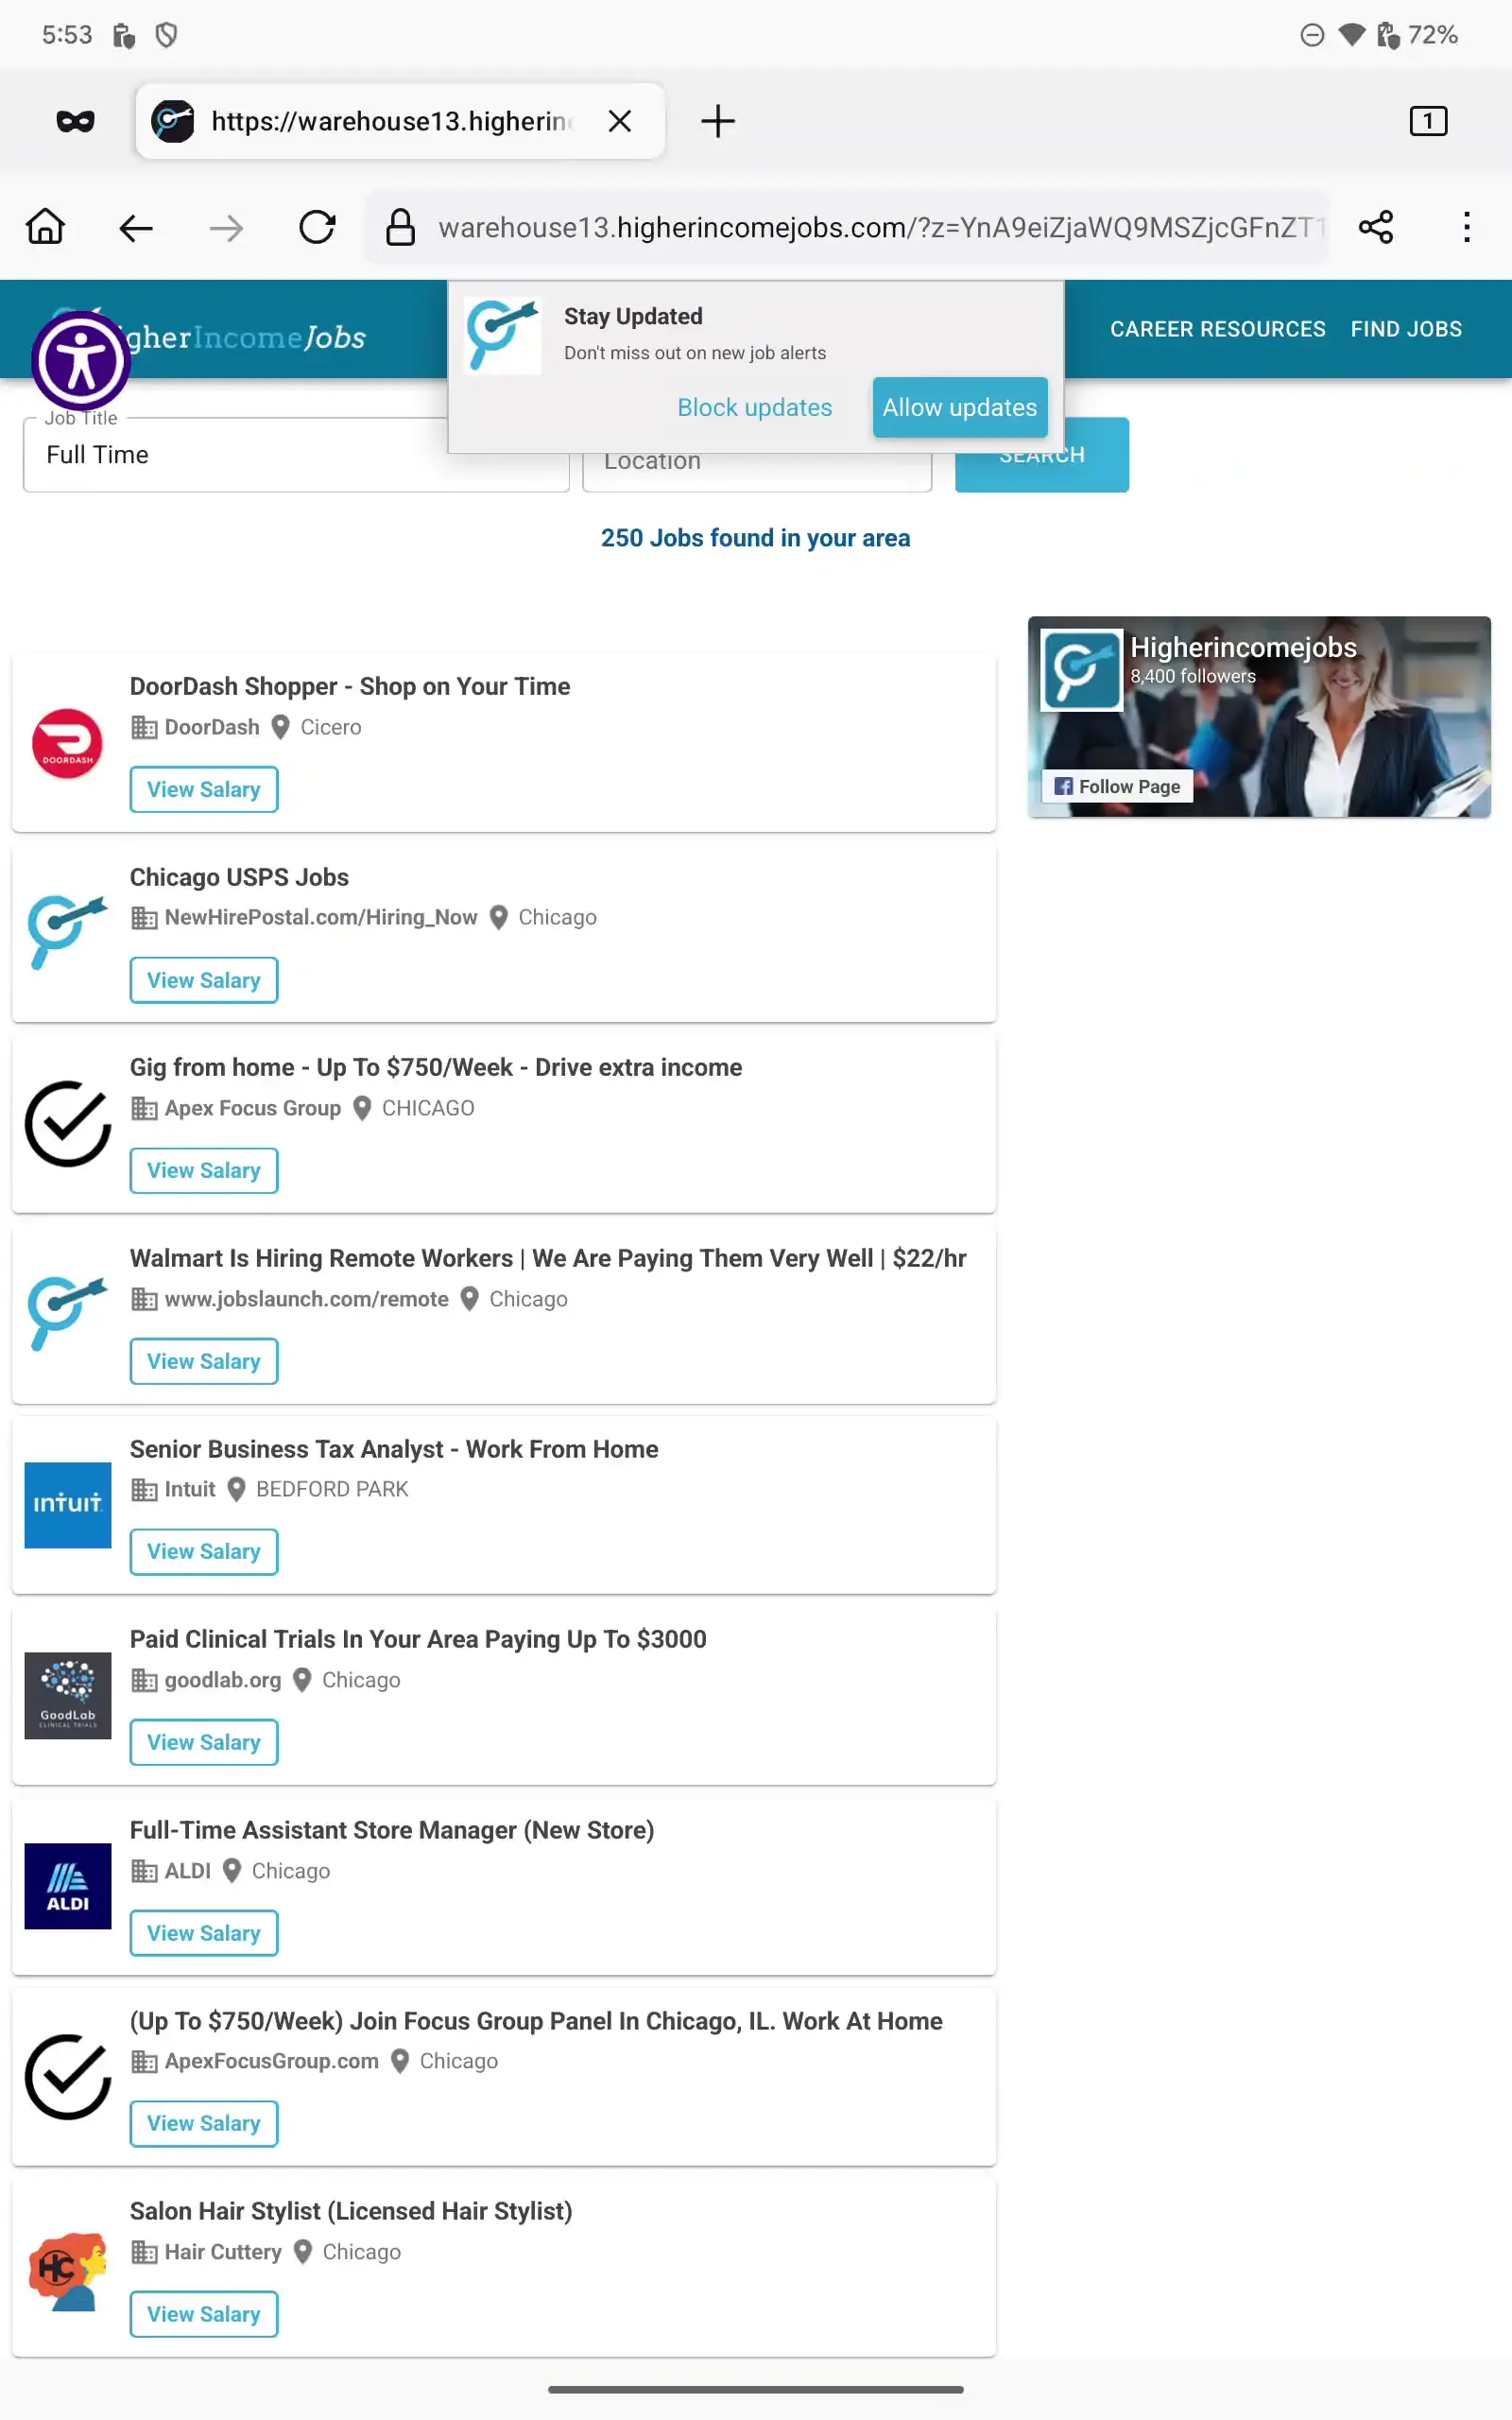 5:53
72%
https://warehouse13.higherin
1
warehouse13.higherincomejobs.com/?z=YnA9eiZjaWQ9MSZjcGFnZT1
gherIncomeJobs
Stay Updated
Don't miss out on new job alerts
Block updates
Allow updates
CAREER RESOURCES
FIND JOBS
Job Title
Full Time
Location
SEARCH
250 Jobs found in your area
Higherincomejobs
8,400 followers
Follow Page
DoorDash Shopper - Shop on Your Time
DOORDASH
DoorDash Cicero
View Salary
Chicago USPS Jobs
NewHirePostal.com/Hiring_Now Chicago
View Salary
Gig from home - Up To $750/Week - Drive extra income
Apex Focus Group CHICAGO
View Salary
Walmart Is Hiring Remote Workers | We Are Paying Them Very Well | $22/hr
www.jobslaunch.com/remote Chicago
View Salary
Senior Business Tax Analyst - Work From Home
INTUIT
Intuit BEDFORD PARK
View Salary
Paid Clinical Trials In Your Area Paying Up To $3000
goodlab.org Chicago
GoodLab
CLINICAL TRIALS
View Salary
Full-Time Assistant Store Manager (New Store)
ALDI Chicago
ALDI
View Salary
(Up To $750/Week) Join Focus Group Panel In Chicago, IL. Work At Home
ApexFocusGroup.com Chicago
View Salary
Salon Hair Stylist (Licensed Hair Stylist)
HC
Hair Cuttery Chicago
View Salary